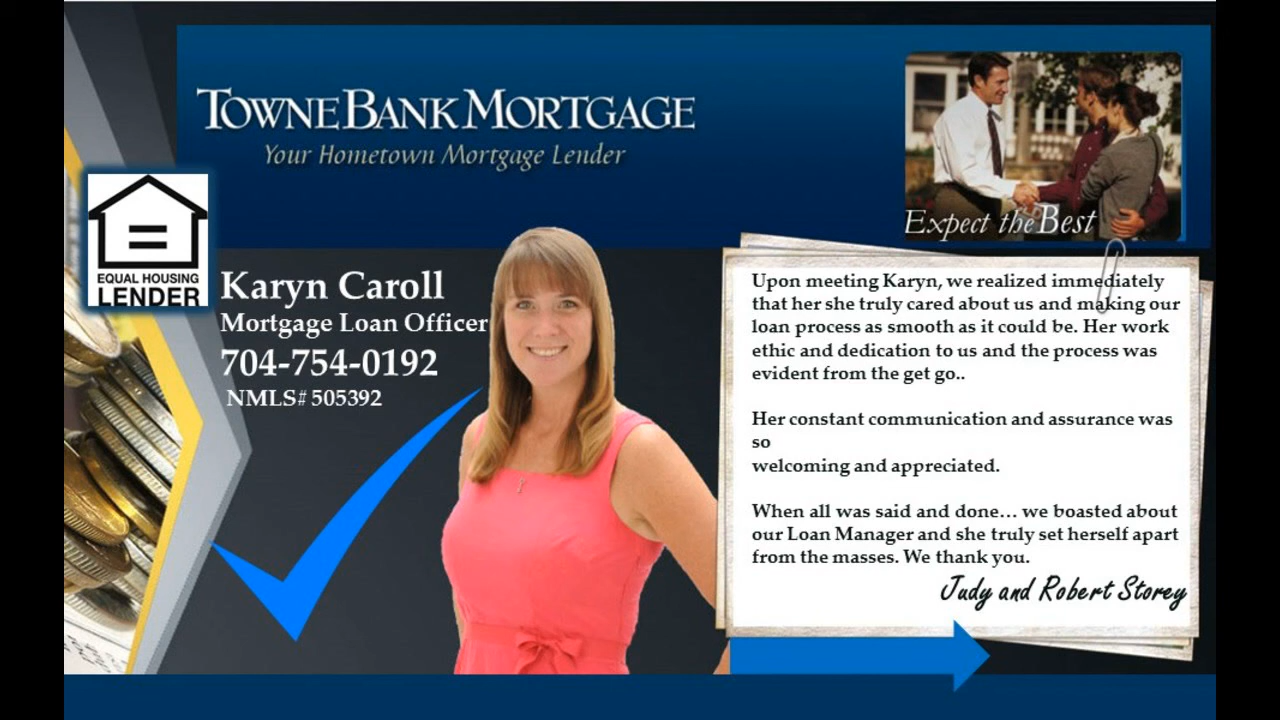 TOWNEBANK MORTGAGE
Your Hometown Mortgage Lender
Expect the Best
EQUAL HOUSING
LENDER
Karyn Caroll
Mortgage Loan Officer
704-754-0192
NMLS# 505392
Upon meeting Karyn, we realized immediately
that her she truly cared about us and making our
loan process as smooth as it could be. Her work
ethic and dedication to us and the process was
evident from the get go..
Her constant communication and assurance was
so
welcoming and appreciated.
When all was said and done… we boasted about
our Loan Manager and she truly set herself apart
from the masses. We thank you.
Judy and Robert Storey